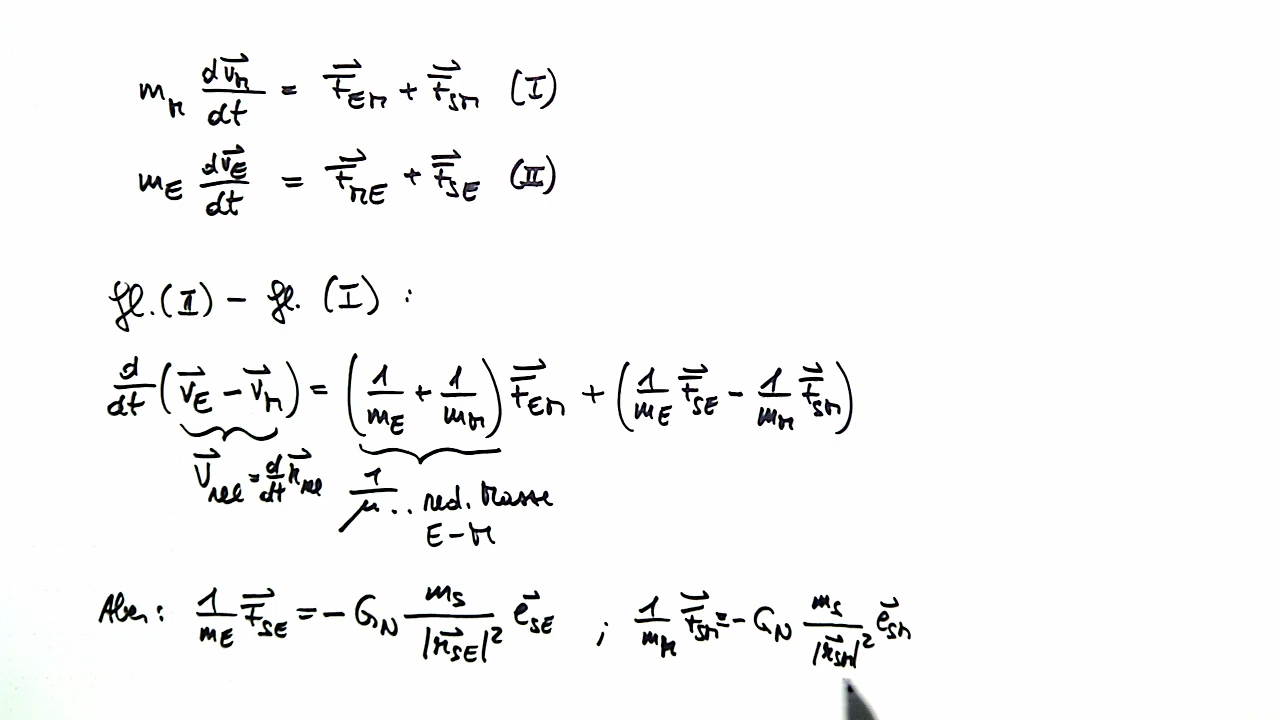 m_M dv⃗_M/dt = F⃗_EM + F⃗_SM (I)
m_E dv⃗_E/dt = F⃗_ME + F⃗_SE (II)
Gl. (II) - Gl. (I) :
d/dt (v⃗_E - v⃗_M) = (1/m_E + 1/m_M) F⃗_EM + (1/m_E F⃗_SE - 1/m_M F⃗_SM)
v⃗_rel = d/dt r⃗_rel 1/μ .. red. Masse
E-M
Aber: 1/m_E F⃗_SE = - G_N m_S/|r⃗_SE|² e⃗_SE ; 1/m_M F⃗_SM = - G_N m_S/|r⃗_SM|² e⃗_SM